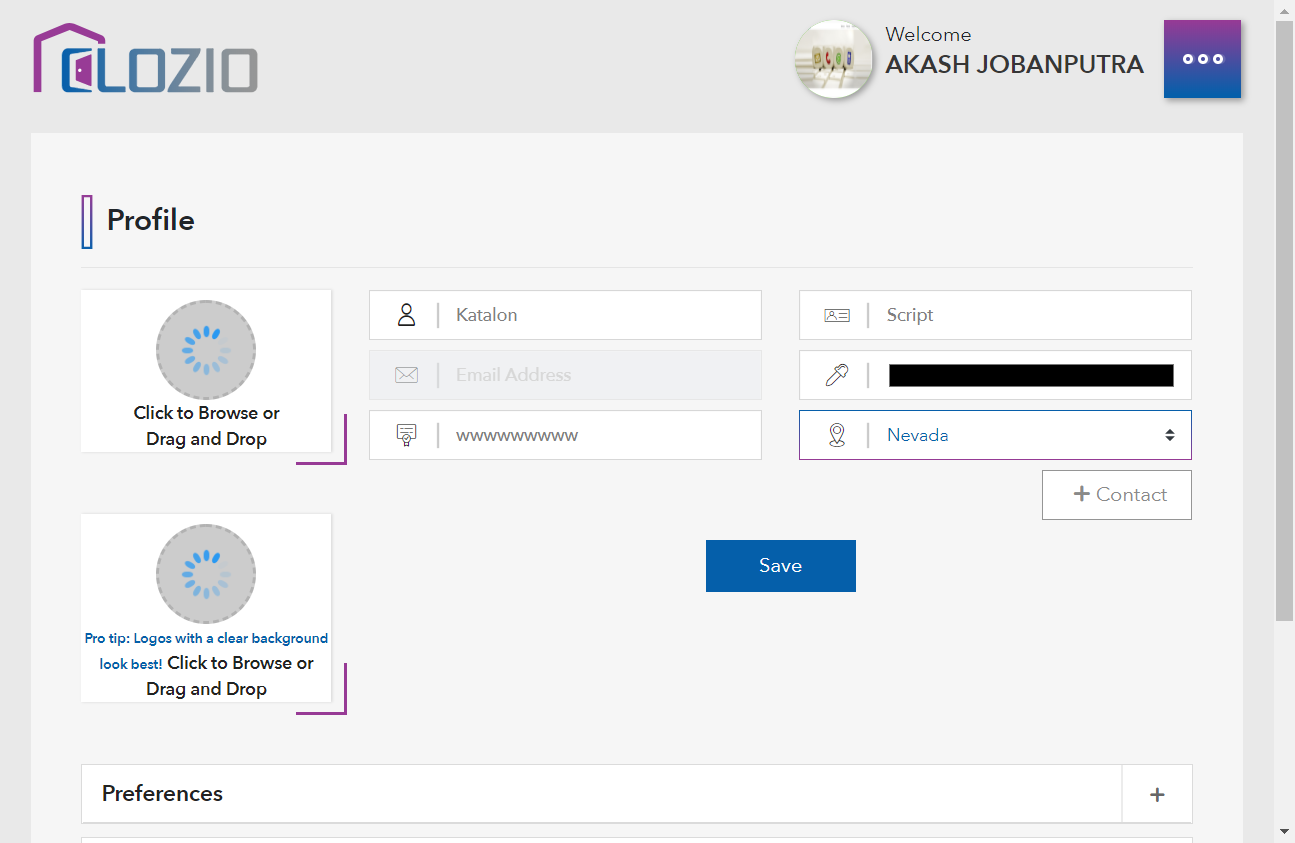 CLOZIO
Welcome
AKASH JOBANPUTRA
Profile
Click to Browse or
Drag and Drop
Katalon
Script
Email Address
wwwwwwwwww
Nevada
+ Contact
Save
Pro tip: Logos with a clear background
look best! Click to Browse or
Drag and Drop
Preferences
+